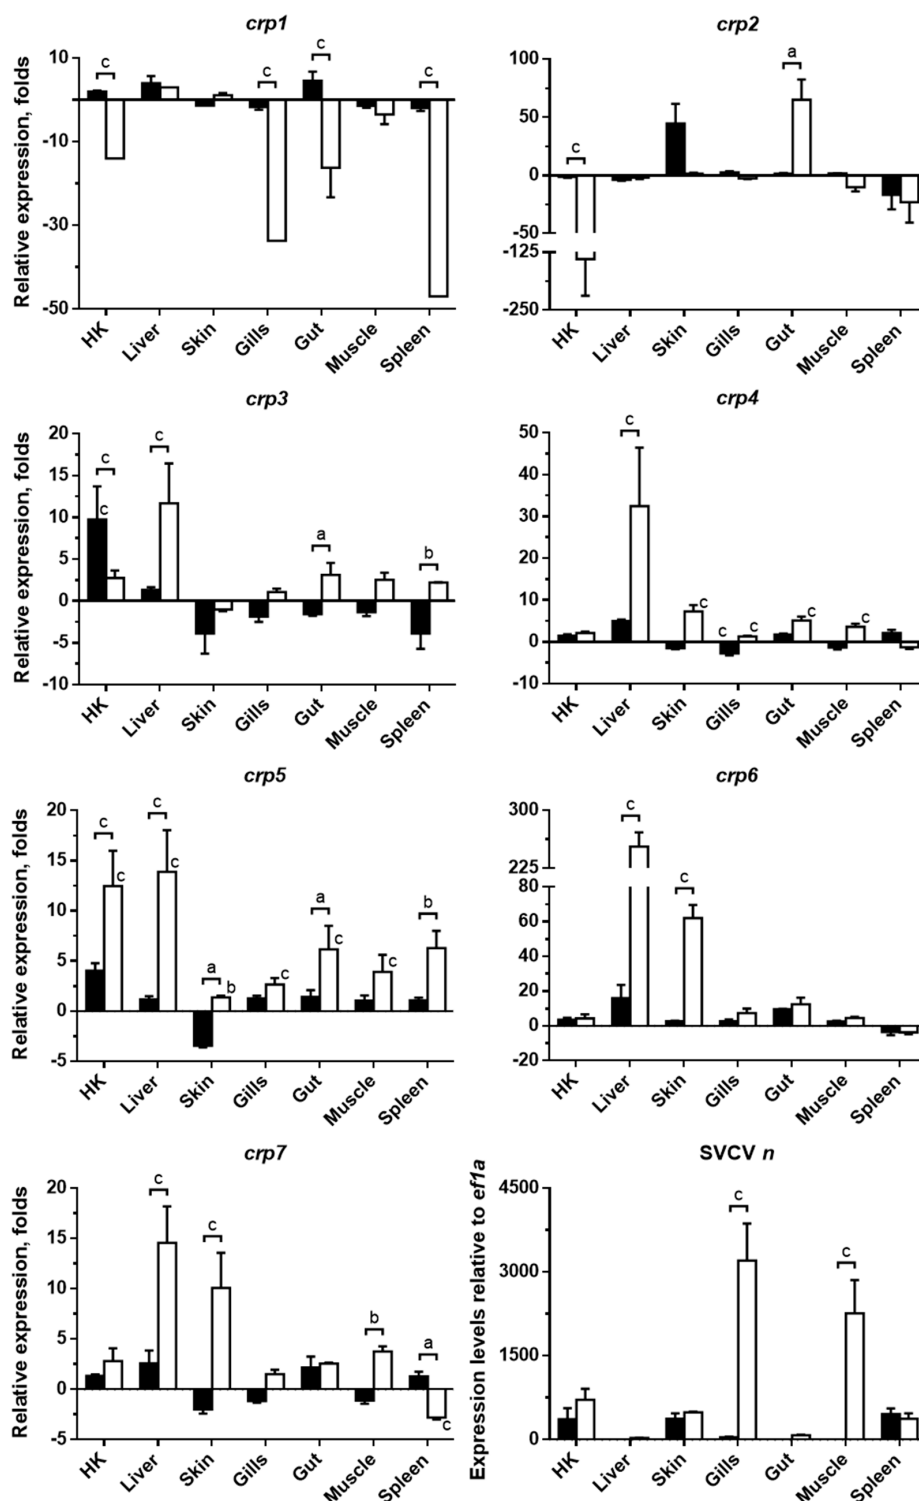 crp1
Relative expression, folds
10
-10
-30
-50
c
c
c
c
HK
Liver
Skin
Gills
Gut
Muscle
Spleen
crp2
100
50
0
-50
-125
-250
c
a
HK
Liver
Skin
Gills
Gut
Muscle
Spleen
crp3
Relative expression, folds
20
15
10
5
0
-5
-10
c
c
c
a
b
HK
Liver
Skin
Gills
Gut
Muscle
Spleen
crp4
50
40
30
20
10
0
-10
c
c
c
c
c
c
HK
Liver
Skin
Gills
Gut
Muscle
Spleen
crp5
Relative expression, folds
20
15
10
5
0
-5
c
c
c
c
a
b
c
a
c
c
b
HK
Liver
Skin
Gills
Gut
Muscle
Spleen
crp6
300
225
80
60
40
20
0
-20
c
c
HK
Liver
Skin
Gills
Gut
Muscle
Spleen
crp7
Relative expression, folds
20
15
10
5
0
-5
c
c
b
a
c
HK
Liver
Skin
Gills
Gut
Muscle
Spleen
SVCV n
Expression levels relative to ef1a
4500
3000
1500
0
c
c
HK
Liver
Skin
Gills
Gut
Muscle
Spleen